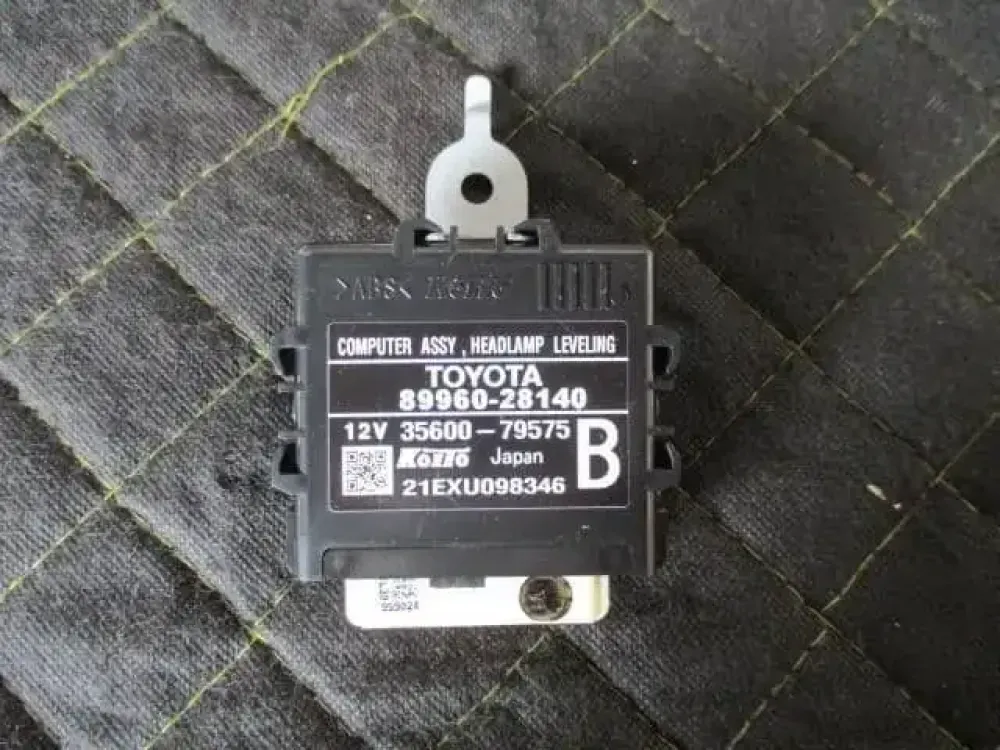 >ABS< KOITO
COMPUTER ASSY , HEADLAMP LEVELING
TOYOTA
89960-28140
12V 35600-79575 B
KOITO Japan
21EXU098346